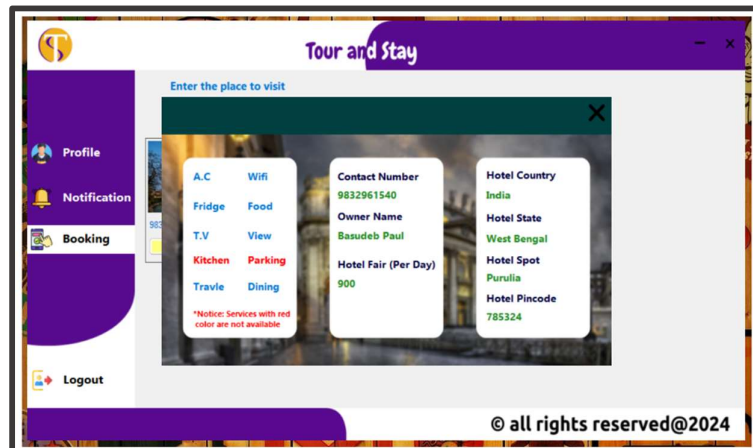 Tour and Stay
Enter the place to visit
Profile
Notification
Booking
Logout
983
A.C Wifi
Fridge Food
T.V View
Kitchen Parking
Travle Dining
*Notice: Services with red
color are not available
Contact Number
9832961540
Owner Name
Basudeb Paul
Hotel Fair (Per Day)
900
Hotel Country
India
Hotel State
West Bengal
Hotel Spot
Purulia
Hotel Pincode
785324
© all rights reserved@2024